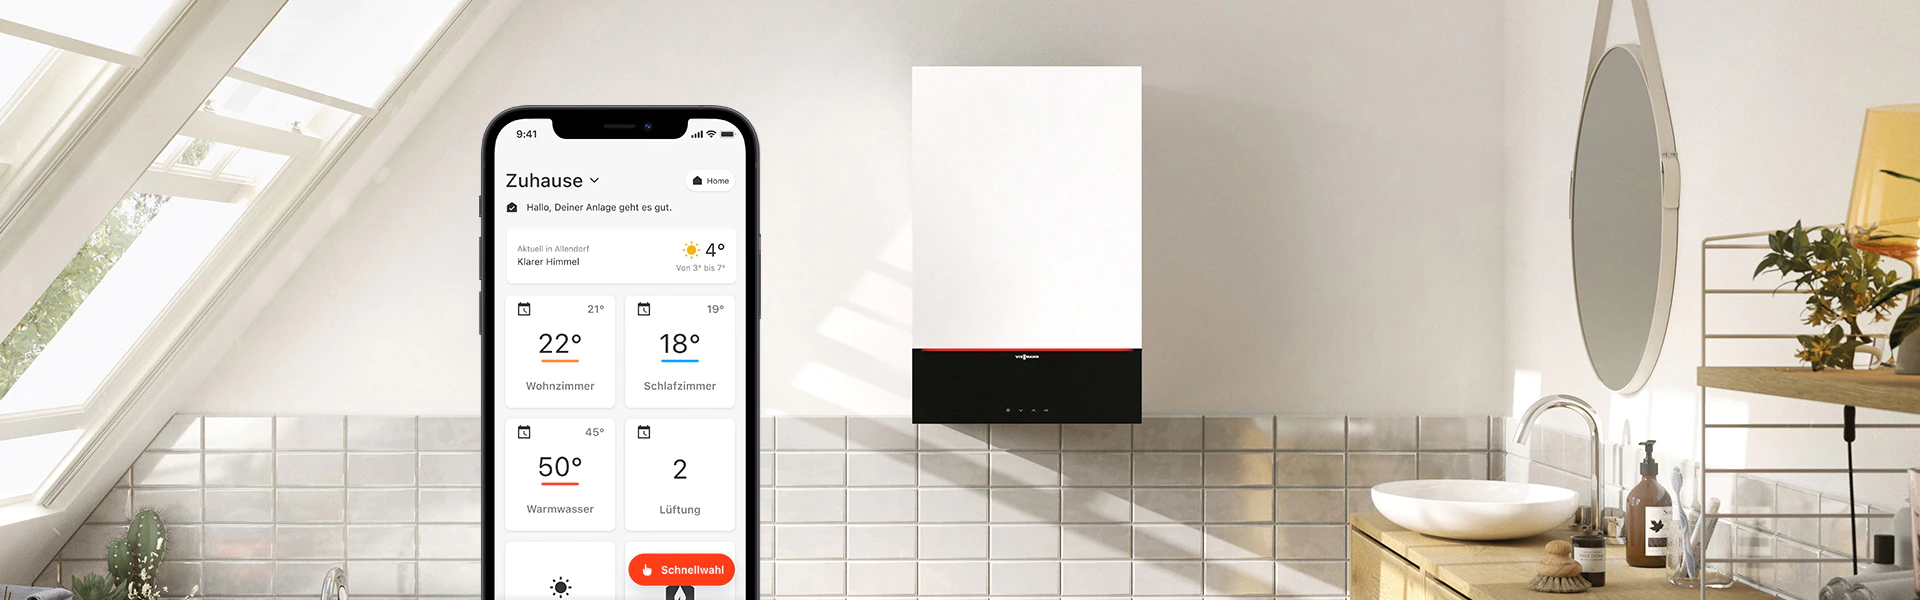 9:41
Zuhause
Home
Hallo, Deiner Anlage geht es gut.
Aktuell in Allendorf
Klarer Himmel
4°
Von 3° bis 7°
21°
22°
Wohnzimmer
19°
18°
Schlafzimmer
45°
50°
Warmwasser
2
Lüftung
Schnellwahl
VIESSMANN